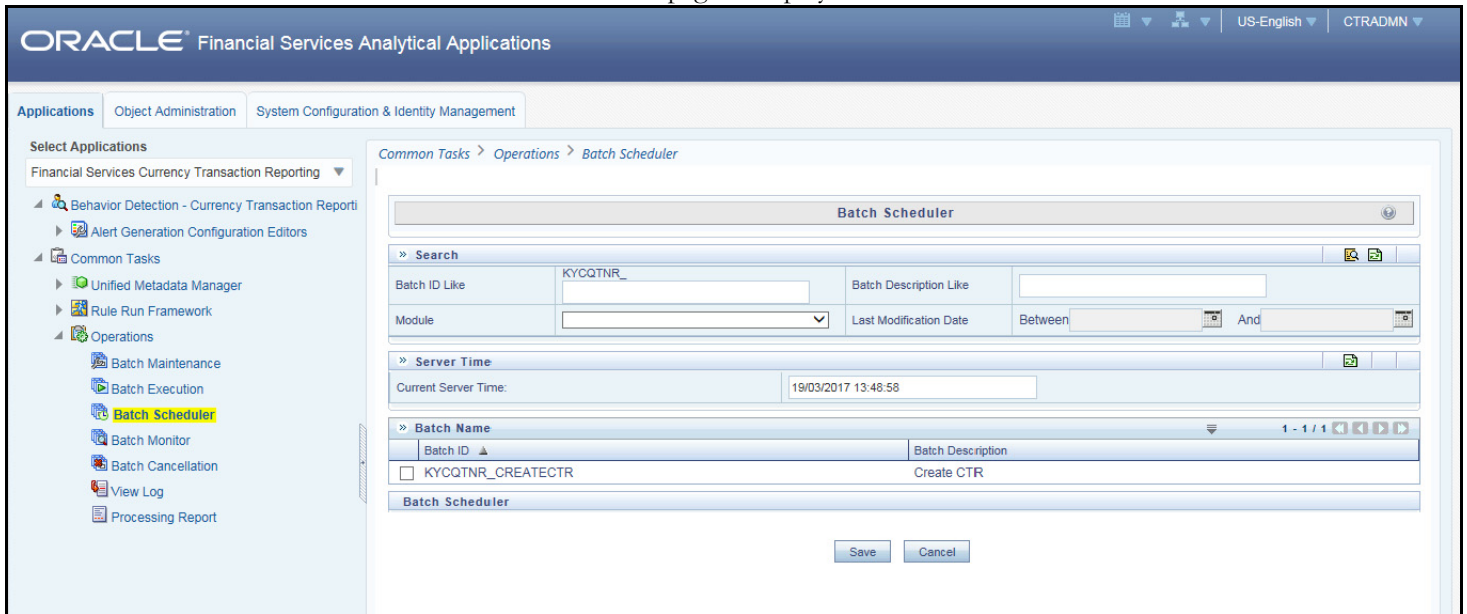 US-English CTRADMN
ORACLE® Financial Services Analytical Applications
Applications Object Administration System Configuration & Identity Management
Select Applications
Financial Services Currency Transaction Reporting
Behavior Detection - Currency Transaction Reporti
Alert Generation Configuration Editors
Common Tasks
Unified Metadata Manager
Rule Run Framework
Operations
Batch Maintenance
Batch Execution
Batch Scheduler
Batch Monitor
Batch Cancellation
View Log
Processing Report
Common Tasks > Operations > Batch Scheduler
Batch Scheduler
» Search
Batch ID Like KYCQTNR_ Batch Description Like
Module Last Modification Date Between And
» Server Time
Current Server Time: 19/03/2017 13:48:58
» Batch Name 1 - 1 / 1
Batch ID Batch Description
KYCQTNR_CREATECTR Create CTR
Batch Scheduler
Save Cancel